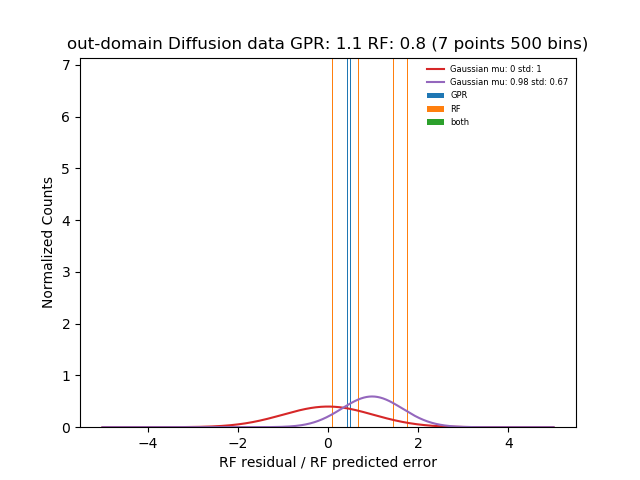 out-domain Diffusion data GPR: 1.1 RF: 0.8 (7 points 500 bins)
Gaussian mu: 0 std: 1
Gaussian mu: 0.98 std: 0.67
GPR
RF
both
Normalized Counts
7
6
5
4
3
2
1
0
−4 −2 0 2 4
RF residual / RF predicted error